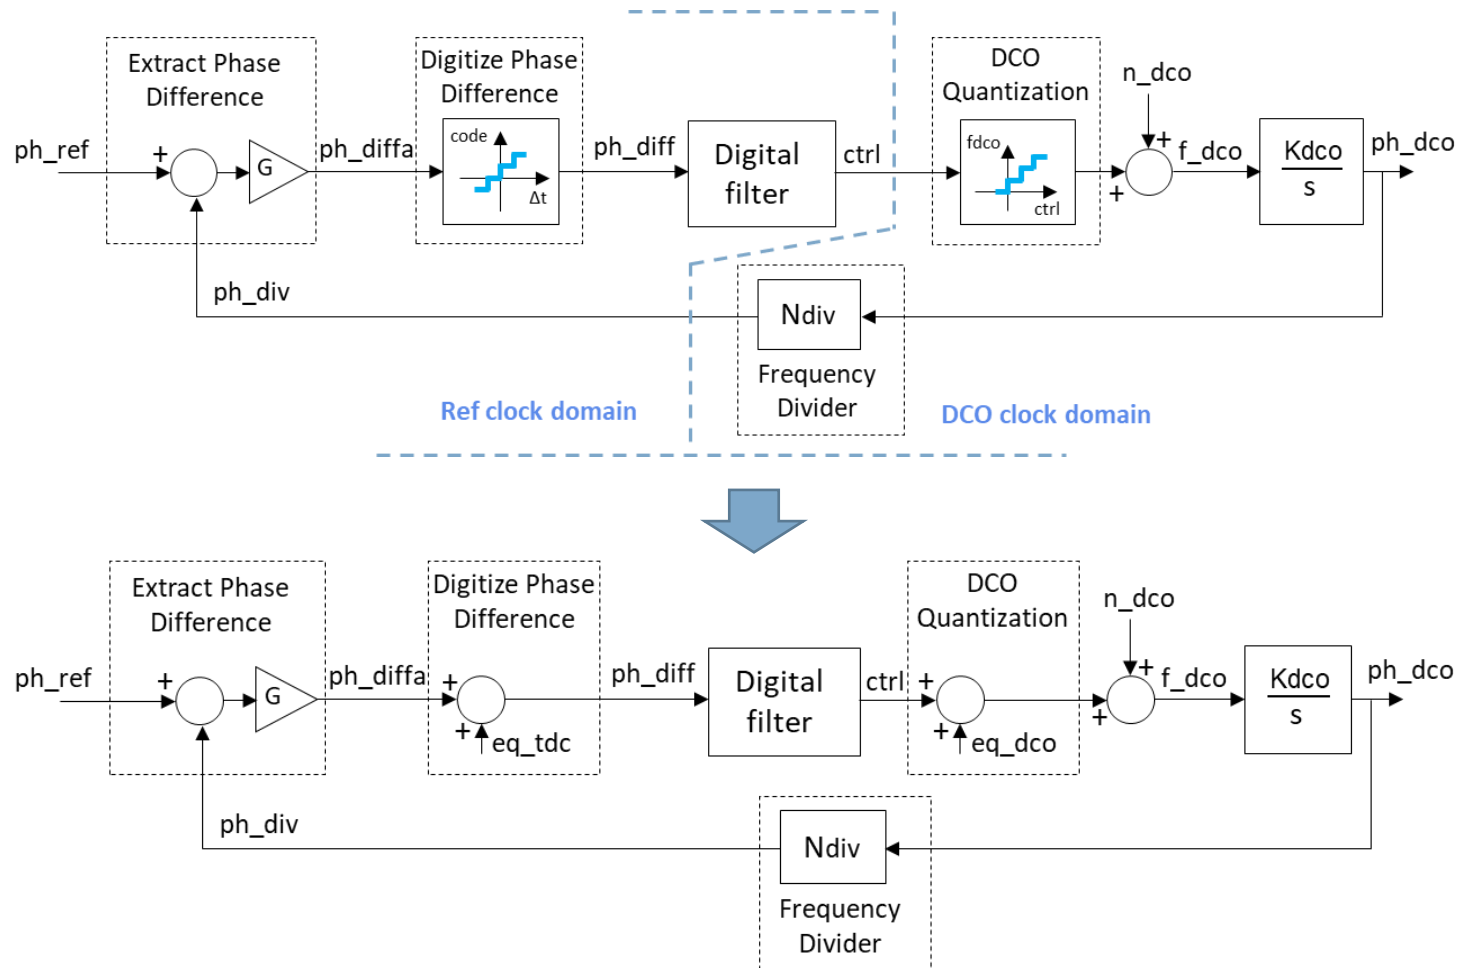 Extract Phase
Difference
Digitize Phase
Difference
DCO
Quantization
n_dco
ph_ref
+
G
ph_diffa
code
Δt
ph_diff
Digital
filter
ctrl
fdco
ctrl
+
+
f_dco
Kdco
s
ph_dco
ph_div
Ndiv
Frequency
Divider
Ref clock domain
DCO clock domain
Extract Phase
Difference
Digitize Phase
Difference
DCO
Quantization
n_dco
ph_ref
+
G
ph_diffa
+
+
eq_tdc
ph_diff
Digital
filter
ctrl
+
+
eq_dco
+
+
f_dco
Kdco
s
ph_dco
ph_div
Ndiv
Frequency
Divider